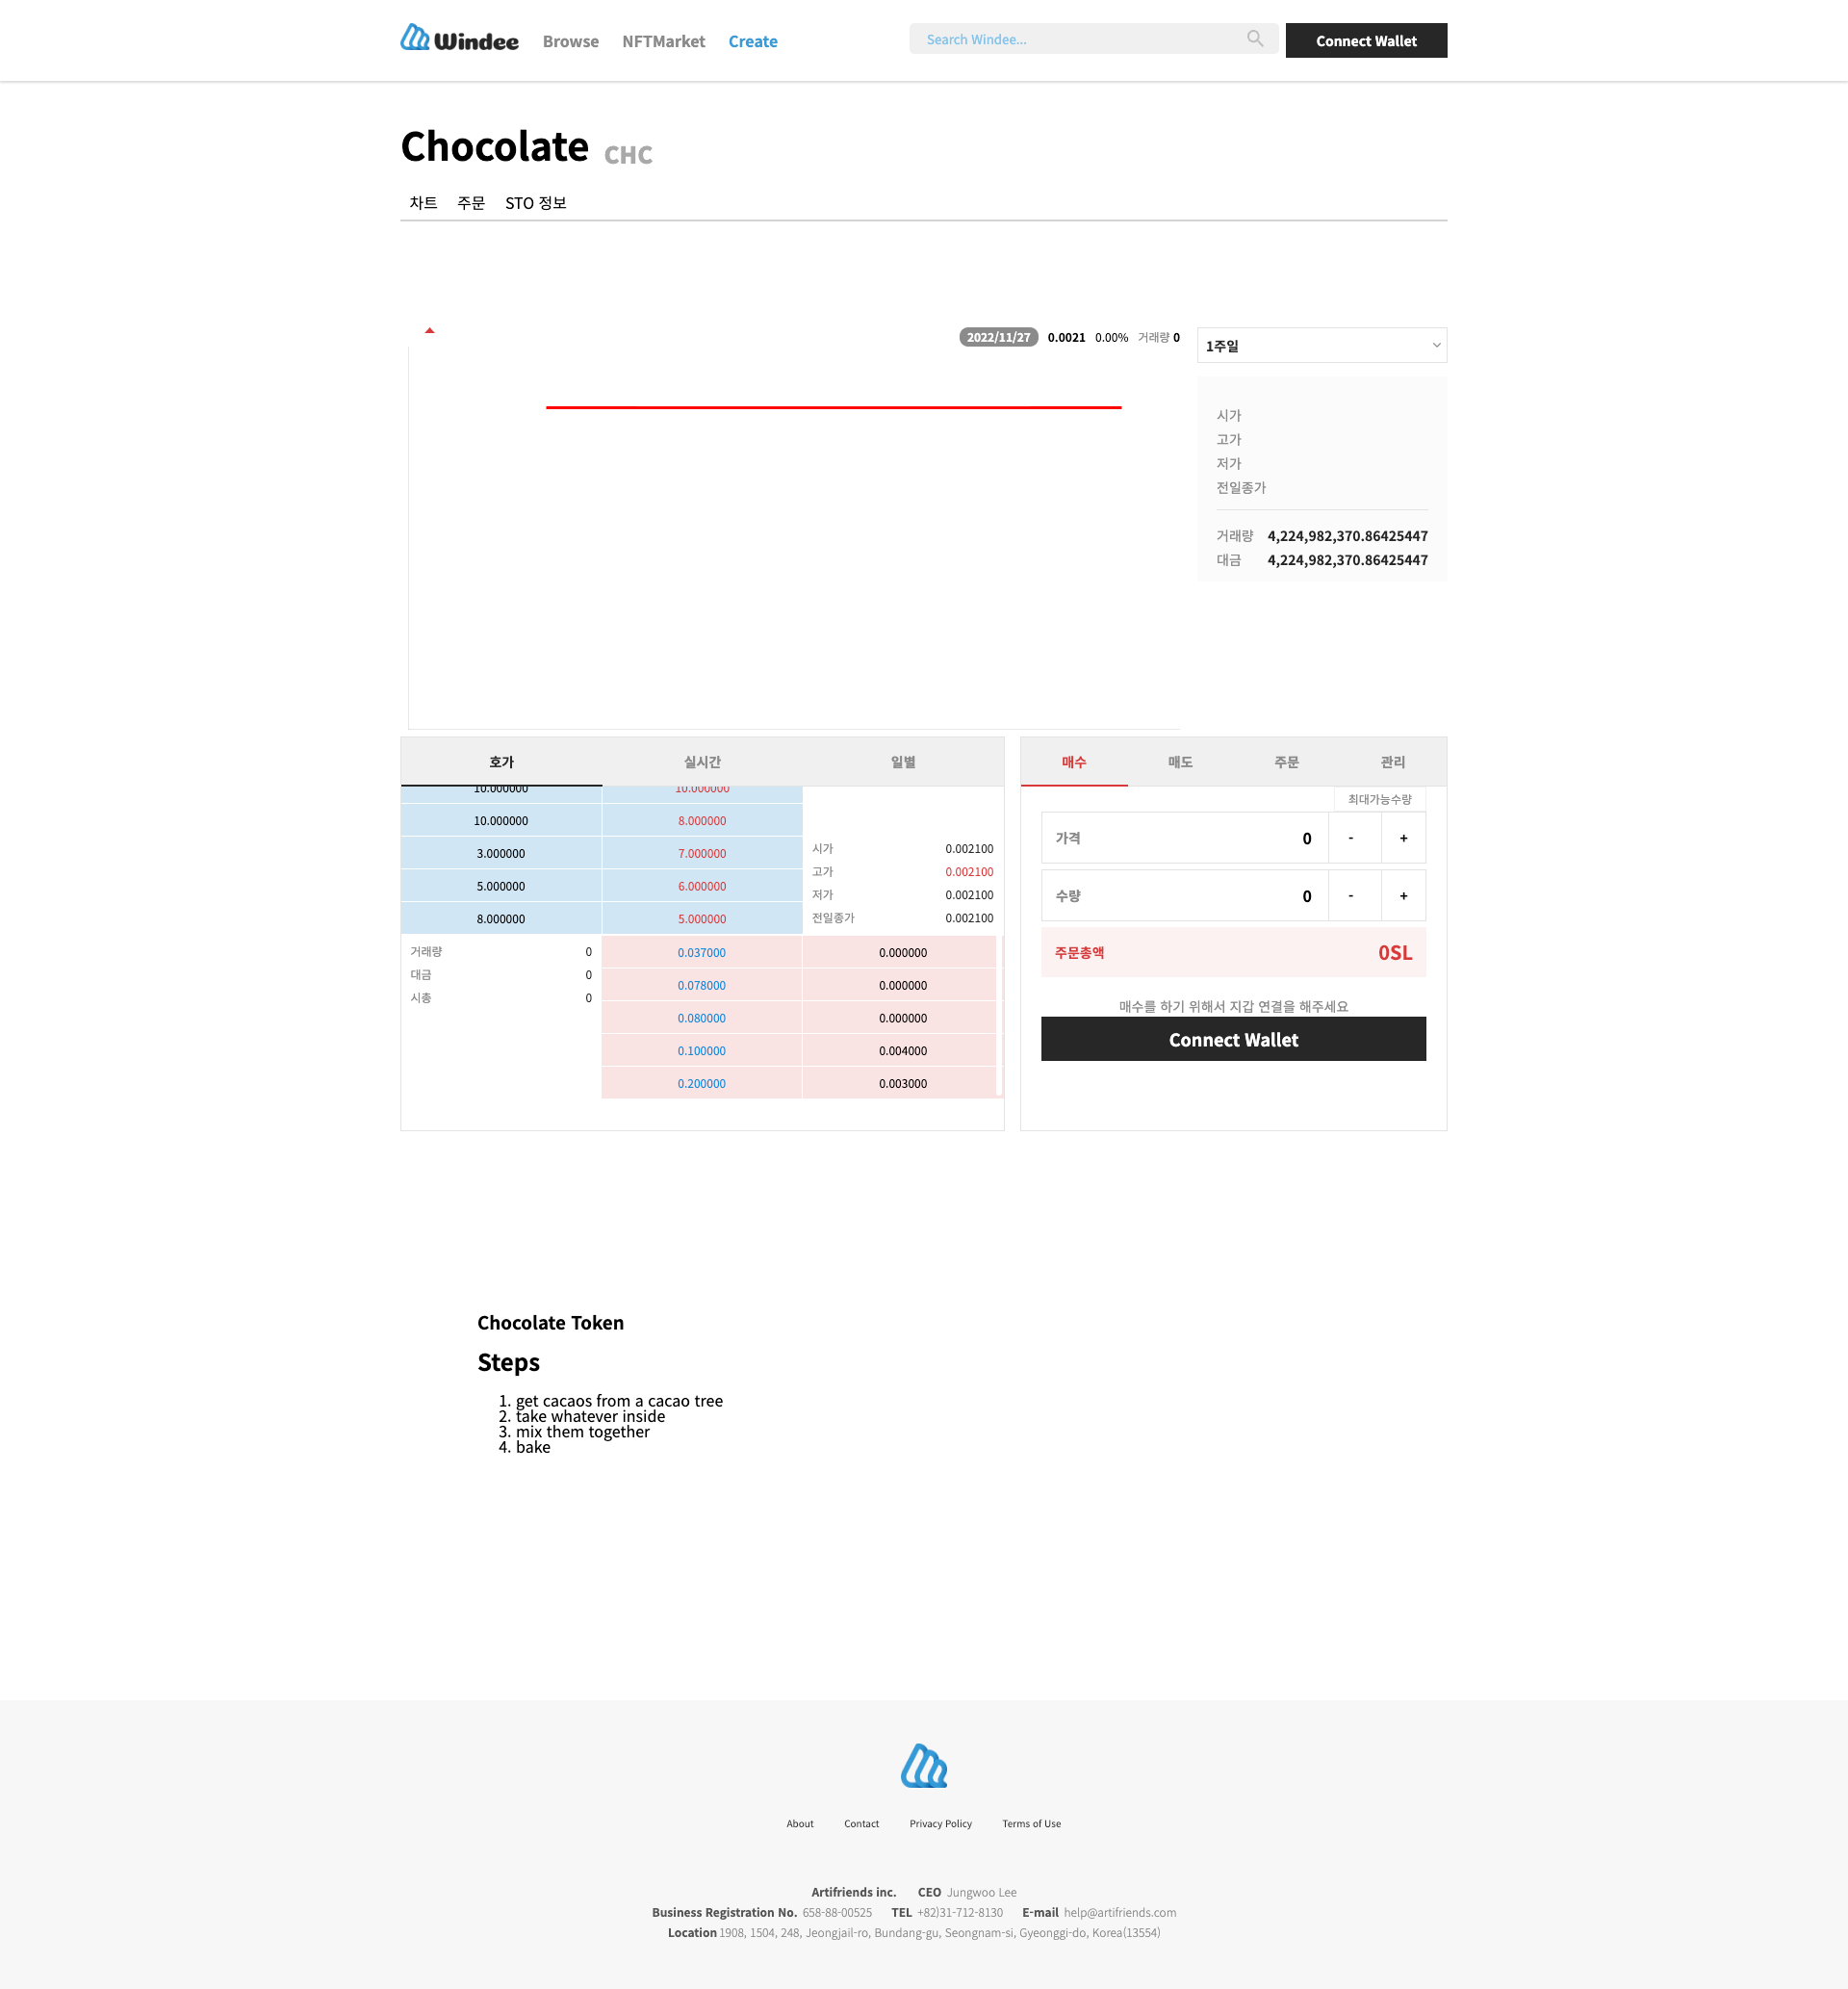 Windee Browse NFTMarket Create Search Windee... Connect Wallet
Chocolate CHC
차트 주문 STO 정보
2022/11/27 0.0021 0.00% 거래량 0
1주일
시가
고가
저가
전일종가
거래량 4,224,982,370.86425447
대금 4,224,982,370.86425447
호가 실시간 일별
10.000000 10.000000
10.000000 8.000000
3.000000 7.000000
5.000000 6.000000
8.000000 5.000000
시가 0.002100
고가 0.002100
저가 0.002100
전일종가 0.002100
거래량 0
대금 0
시총 0
0.037000 0.000000
0.078000 0.000000
0.080000 0.000000
0.100000 0.004000
0.200000 0.003000
매수 매도 주문 관리
최대가능수량
가격 0 - +
수량 0 - +
주문총액 0SL
매수를 하기 위해서 지갑 연결을 해주세요
Connect Wallet
Chocolate Token
Steps
1. get cacaos from a cacao tree
2. take whatever inside
3. mix them together
4. bake
About Contact Privacy Policy Terms of Use
Artifriends inc. CEO Jungwoo Lee
Business Registration No. 658-88-00525 TEL +82)31-712-8130 E-mail help@artifriends.com
Location 1908, 1504, 248, Jeongjail-ro, Bundang-gu, Seongnam-si, Gyeonggi-do, Korea(13554)